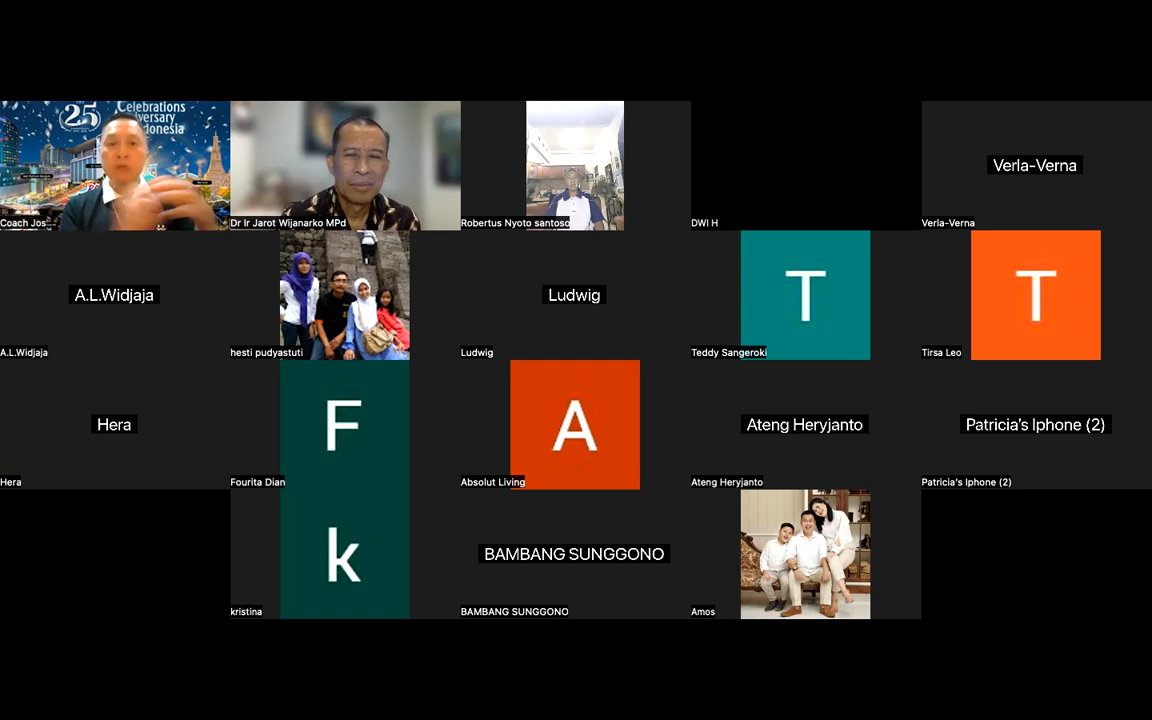 25
Celebrations
Coach Jos
Dr Ir Jarot Wijanarko MPd
Robertus Nyoto santoso
DWI H
Verla-Verna
Verla-Verna
A.L.Widjaja
A.L.Widjaja
hesti pudyastuti
Ludwig
Ludwig
T
Teddy Sangeroki
T
Tirsa Leo
Hera
Hera
F
Fourita Dian
A
Absolut Living
Ateng Heryjanto
Ateng Heryjanto
Patricia's Iphone (2)
Patricia's Iphone (2)
k
kristina
BAMBANG SUNGGONO
BAMBANG SUNGGONO
Amos